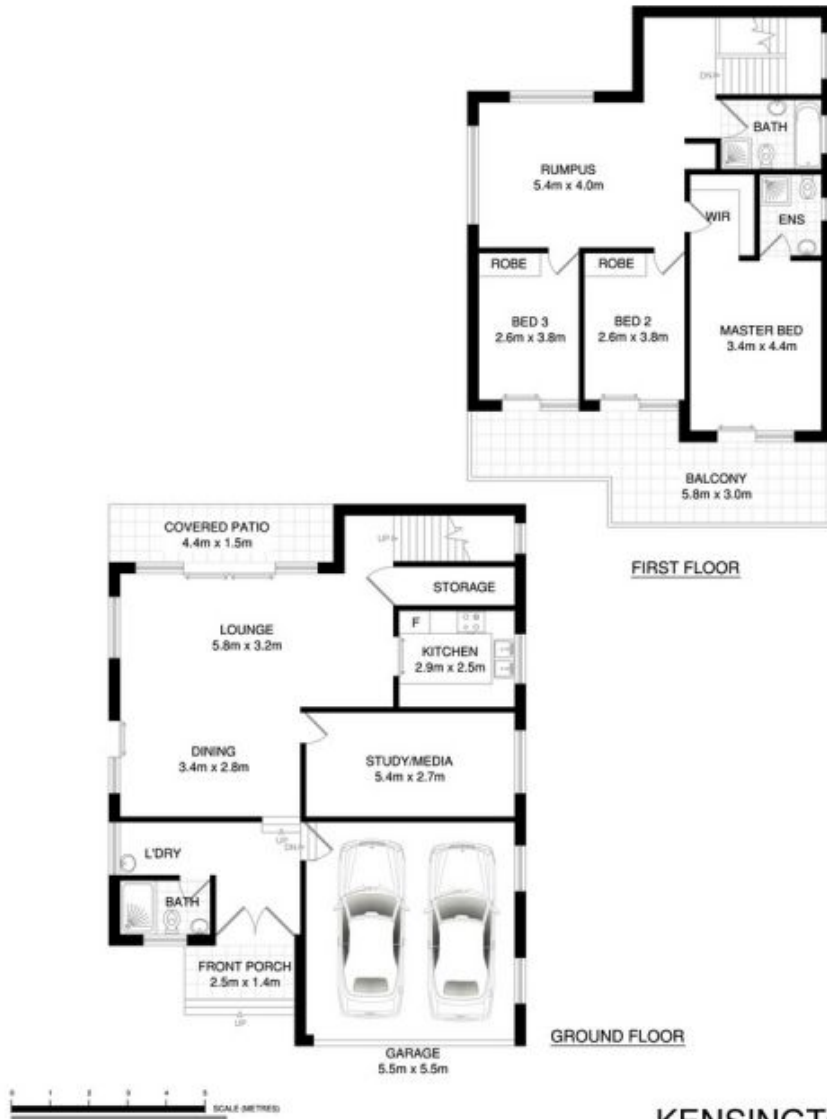 DN
BATH
RUMPUS
5.4m x 4.0m
WIR
ENS
ROBE
ROBE
BED 3
2.6m x 3.8m
BED 2
2.6m x 3.8m
MASTER BED
3.4m x 4.4m
BALCONY
5.8m x 3.0m
FIRST FLOOR
COVERED PATIO
4.4m x 1.5m
UP
STORAGE
LOUNGE
5.8m x 3.2m
F
KITCHEN
2.9m x 2.5m
DINING
3.4m x 2.8m
STUDY/MEDIA
5.4m x 2.7m
UP
DN
L'DRY
BATH
FRONT PORCH
2.5m x 1.4m
UP
GROUND FLOOR
GARAGE
5.5m x 5.5m
0 1 2 3 4 5
SCALE (METRES)
KENSINGT